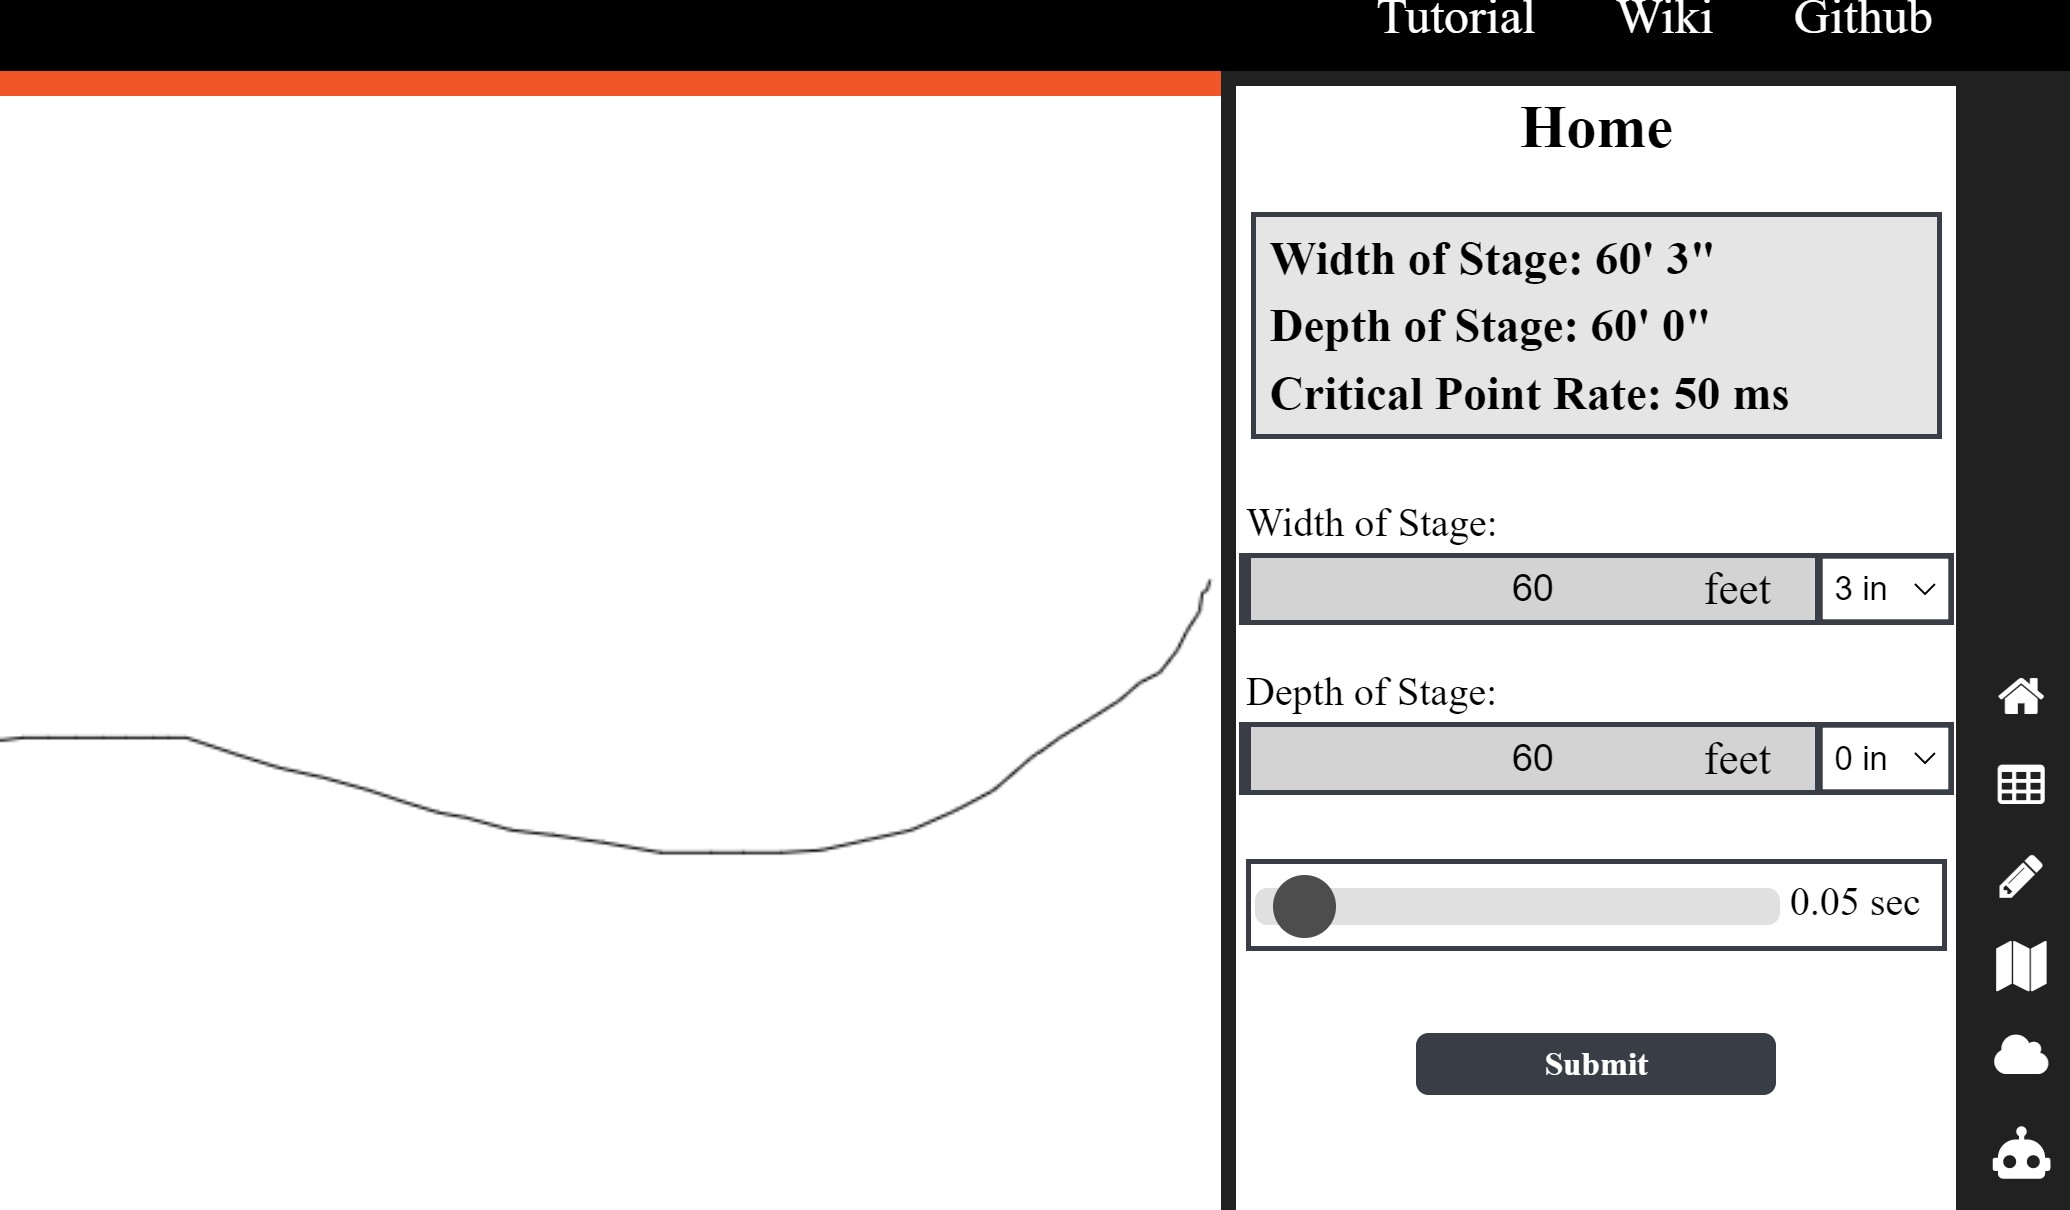 Tutorial Wiki Github
Home
Width of Stage: 60' 3"
Depth of Stage: 60' 0"
Critical Point Rate: 50 ms
Width of Stage:
60 feet 3 in
Depth of Stage:
60 feet 0 in
0.05 sec
Submit